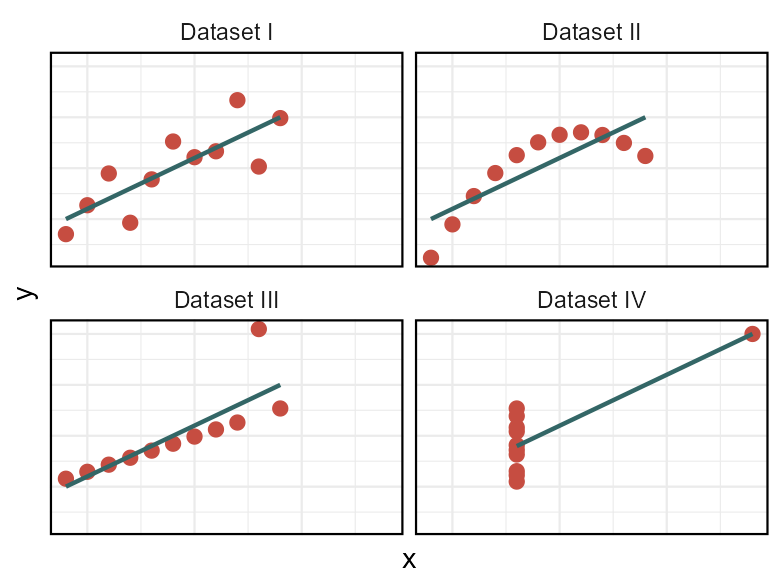 Dataset I
Dataset II
y
Dataset III
Dataset IV
x